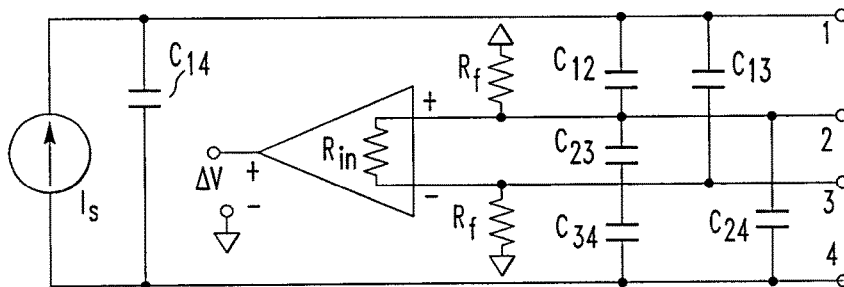 1
C14
Rf
C12
C13
+
2
Rin
C23
ΔV
+
−
−
3
Is
Rf
C34
C24
4